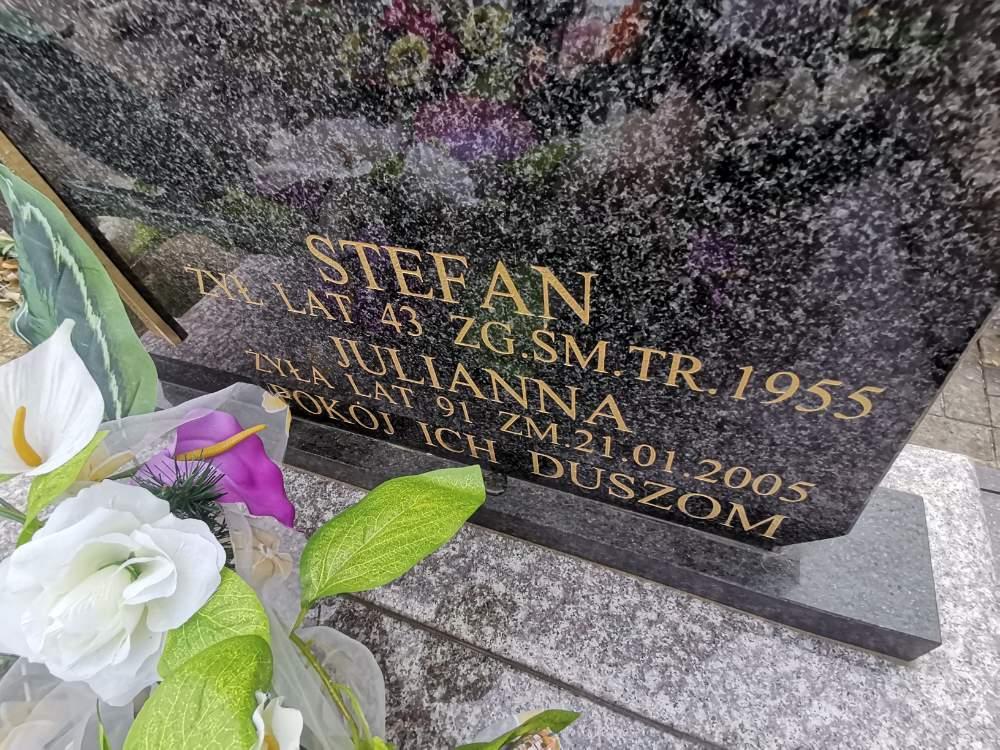 STEFAN
ŻYŁ LAT 43 ZG.ŚM.TR.1955
JULIANNA
ŻYŁA LAT 91 ZM.21.01.2005
POKÓJ ICH DUSZOM